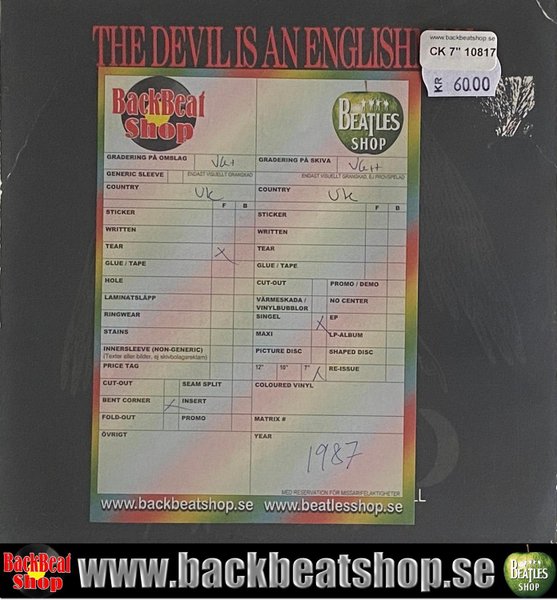 THE DEVIL IS AN ENGLISH
www.backbeatshop.se
CK 7" 10817
KR 60.00
BackBeat
Shop
BEATLES
SHOP
GRADERING PÅ OMSLAG VG+
GRADERING PÅ SKIVA VG++
GENERIC SLEEVE
ENDAST VISUELLT GRANSKAD
ENDAST VISUELLT GRANSKAD, EJ PROVSPELAD
COUNTRY UK
COUNTRY UK
F B
F B
STICKER
STICKER
WRITTEN
WRITTEN
TEAR X
TEAR
GLUE / TAPE
GLUE / TAPE
HOLE
CUT-OUT
PROMO / DEMO
LAMINATSLÄPP
VÄRMESKADA /
VINYLBUBBLOR
NO CENTER
RINGWEAR
SINGEL X
EP
STAINS
MAXI
LP-ALBUM
INNERSLEEVE (NON-GENERIC)
(Texter eller bilder, ej skivbolagsreklam)
PICTURE DISC
SHAPED DISC
PRICE TAG
12" 10" 7" X
RE-ISSUE
CUT-OUT
SEAM SPLIT
COLOURED VINYL
BENT CORNER X
INSERT
FOLD-OUT
PROMO
MATRIX #
ÖVRIGT
YEAR
1987
MED RESERVATION FÖR MISSAR/FELAKTIGHETER
www.backbeatshop.se www.beatlesshop.se
LL
BackBeat
Shop
www.backbeatshop.se
BEATLES
SHOP